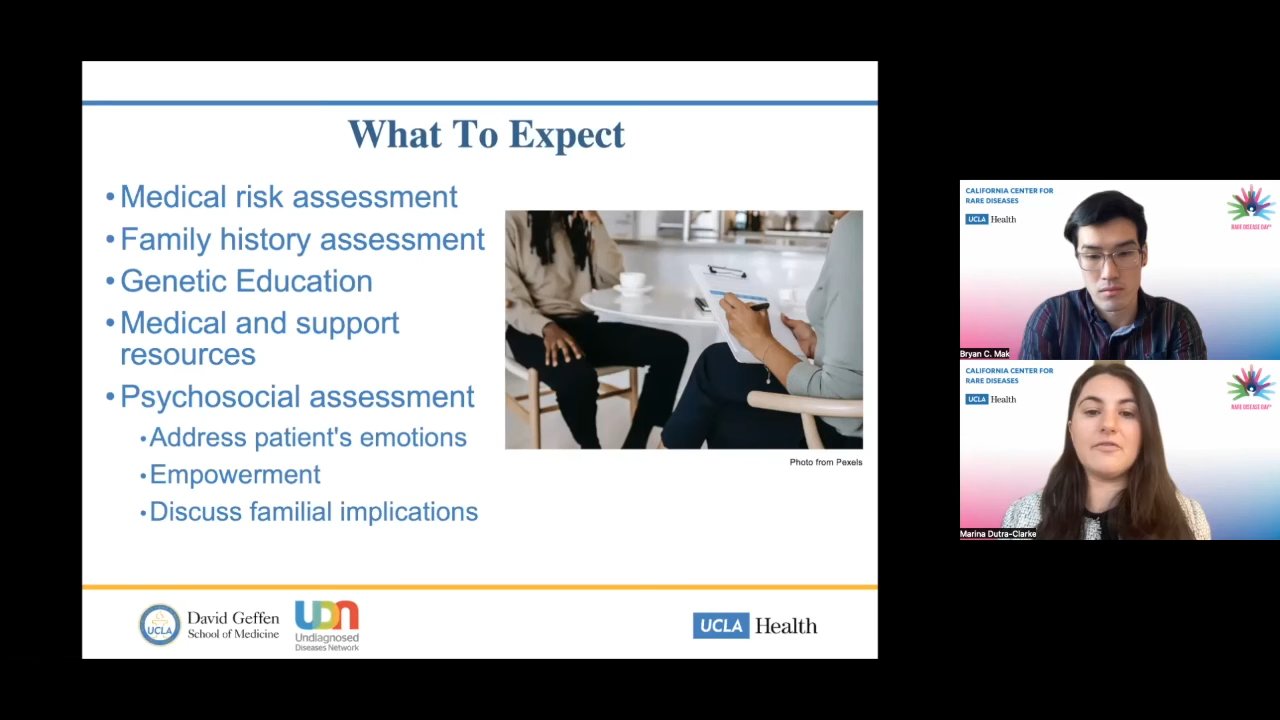 What To Expect
•Medical risk assessment
•Family history assessment
•Genetic Education
•Medical and support
resources
•Psychosocial assessment
•Address patient's emotions
•Empowerment
•Discuss familial implications
Photo from Pexels
UCLA
David Geffen
School of Medicine
UDN
Undiagnosed
Diseases Network
UCLA Health
CALIFORNIA CENTER FOR
RARE DISEASES
UCLA Health
RARE DISEASE DAY®
Bryan C. Mak
CALIFORNIA CENTER FOR
RARE DISEASES
UCLA Health
RARE DISEASE DAY®
Marina Dutra-Clarke